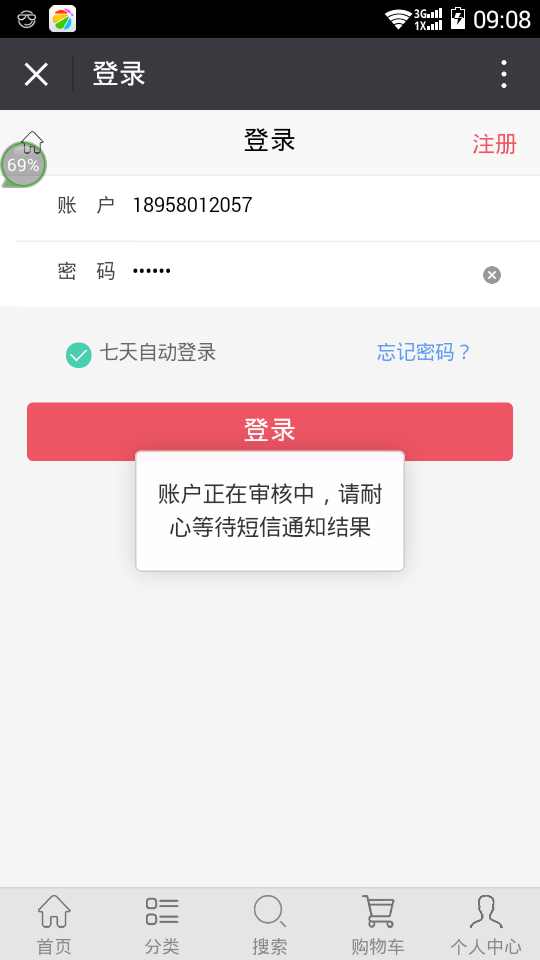 3G
1X
09:08
登录
登录
注册
69%
账 户 18958012057
密 码 ••••••
七天自动登录 忘记密码？
登录
账户正在审核中，请耐
心等待短信通知结果
首页 分类 搜索 购物车 个人中心